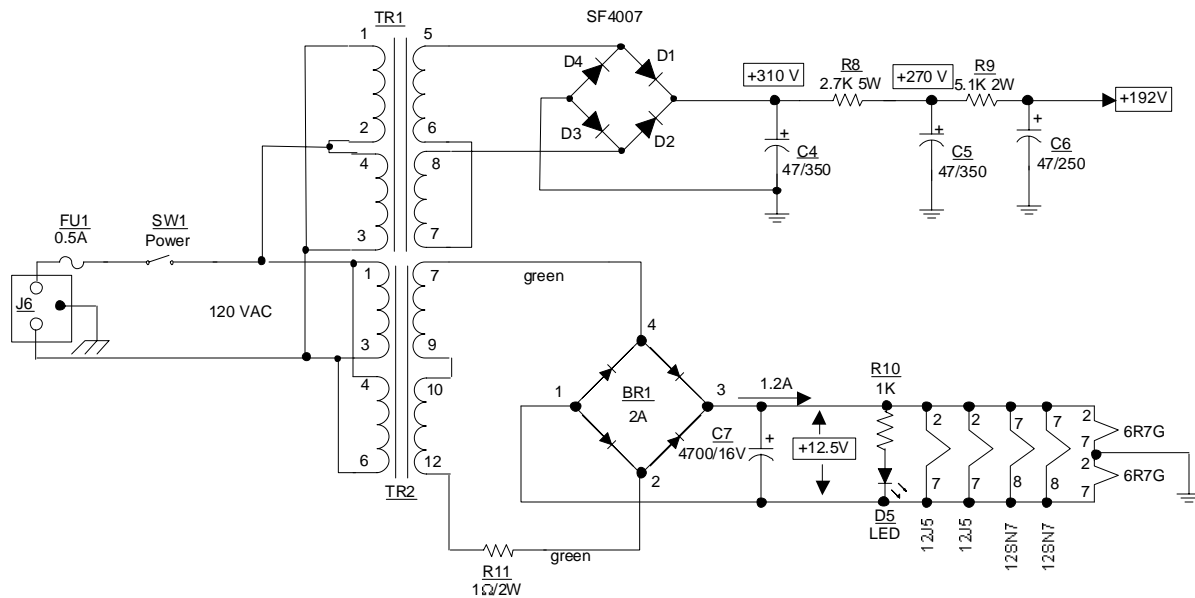 TR1
SF4007
1
5
D4
D1
+310 V
R8
2.7K 5W
+270 V
R9
5.1K 2W
+192V
2
6
D3
D2
4
8
+
C4
47/350
+
C5
47/350
+
C6
47/250
FU1
0.5A
SW1
Power
3
7
J6
120 VAC
1
7
green
3
9
4
10
6
12
TR2
4
1
BR1
2A
3
2
1.2A
C7
4700/16V
+
+12.5V
R10
1K
D5
LED
2
7
12J5
2
7
12J5
7
8
12SN7
7
8
12SN7
2
7
6R7G
2
7
6R7G
R11
1Ω/2W
green